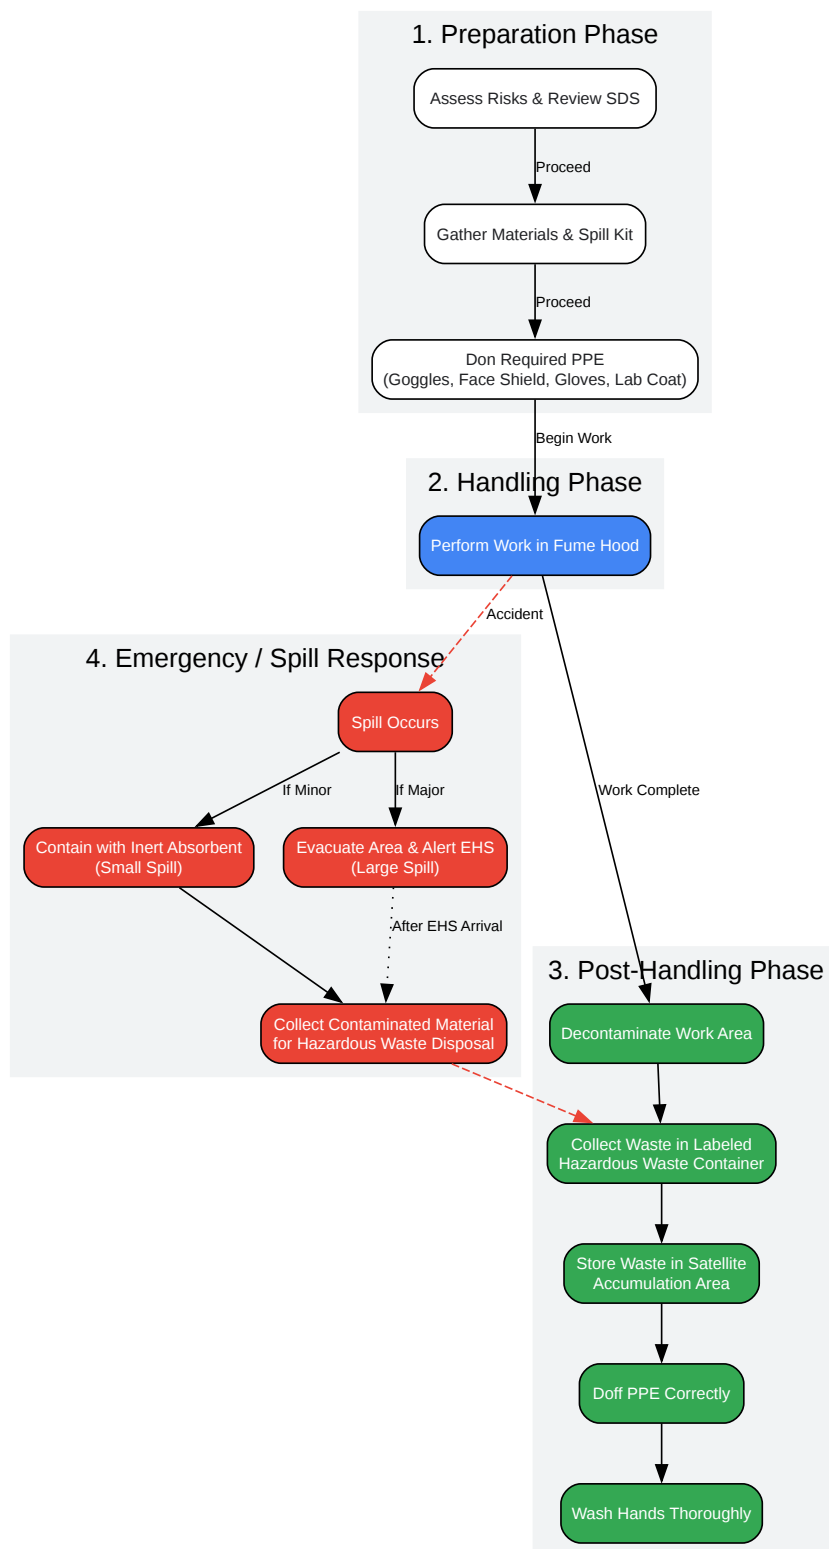 1. Preparation Phase
Assess Risks & Review SDS
Proceed
Gather Materials & Spill Kit
Proceed
Don Required PPE
(Goggles, Face Shield, Gloves, Lab Coat)
Begin Work
2. Handling Phase
Perform Work in Fume Hood
Accident
4. Emergency / Spill Response
Spill Occurs
If Minor
If Major
Work Complete
Contain with Inert Absorbent
(Small Spill)
Evacuate Area & Alert EHS
(Large Spill)
After EHS Arrival
3. Post-Handling Phase
Collect Contaminated Material
for Hazardous Waste Disposal
Decontaminate Work Area
Collect Waste in Labeled
Hazardous Waste Container
Store Waste in Satellite
Accumulation Area
Doff PPE Correctly
Wash Hands Thoroughly